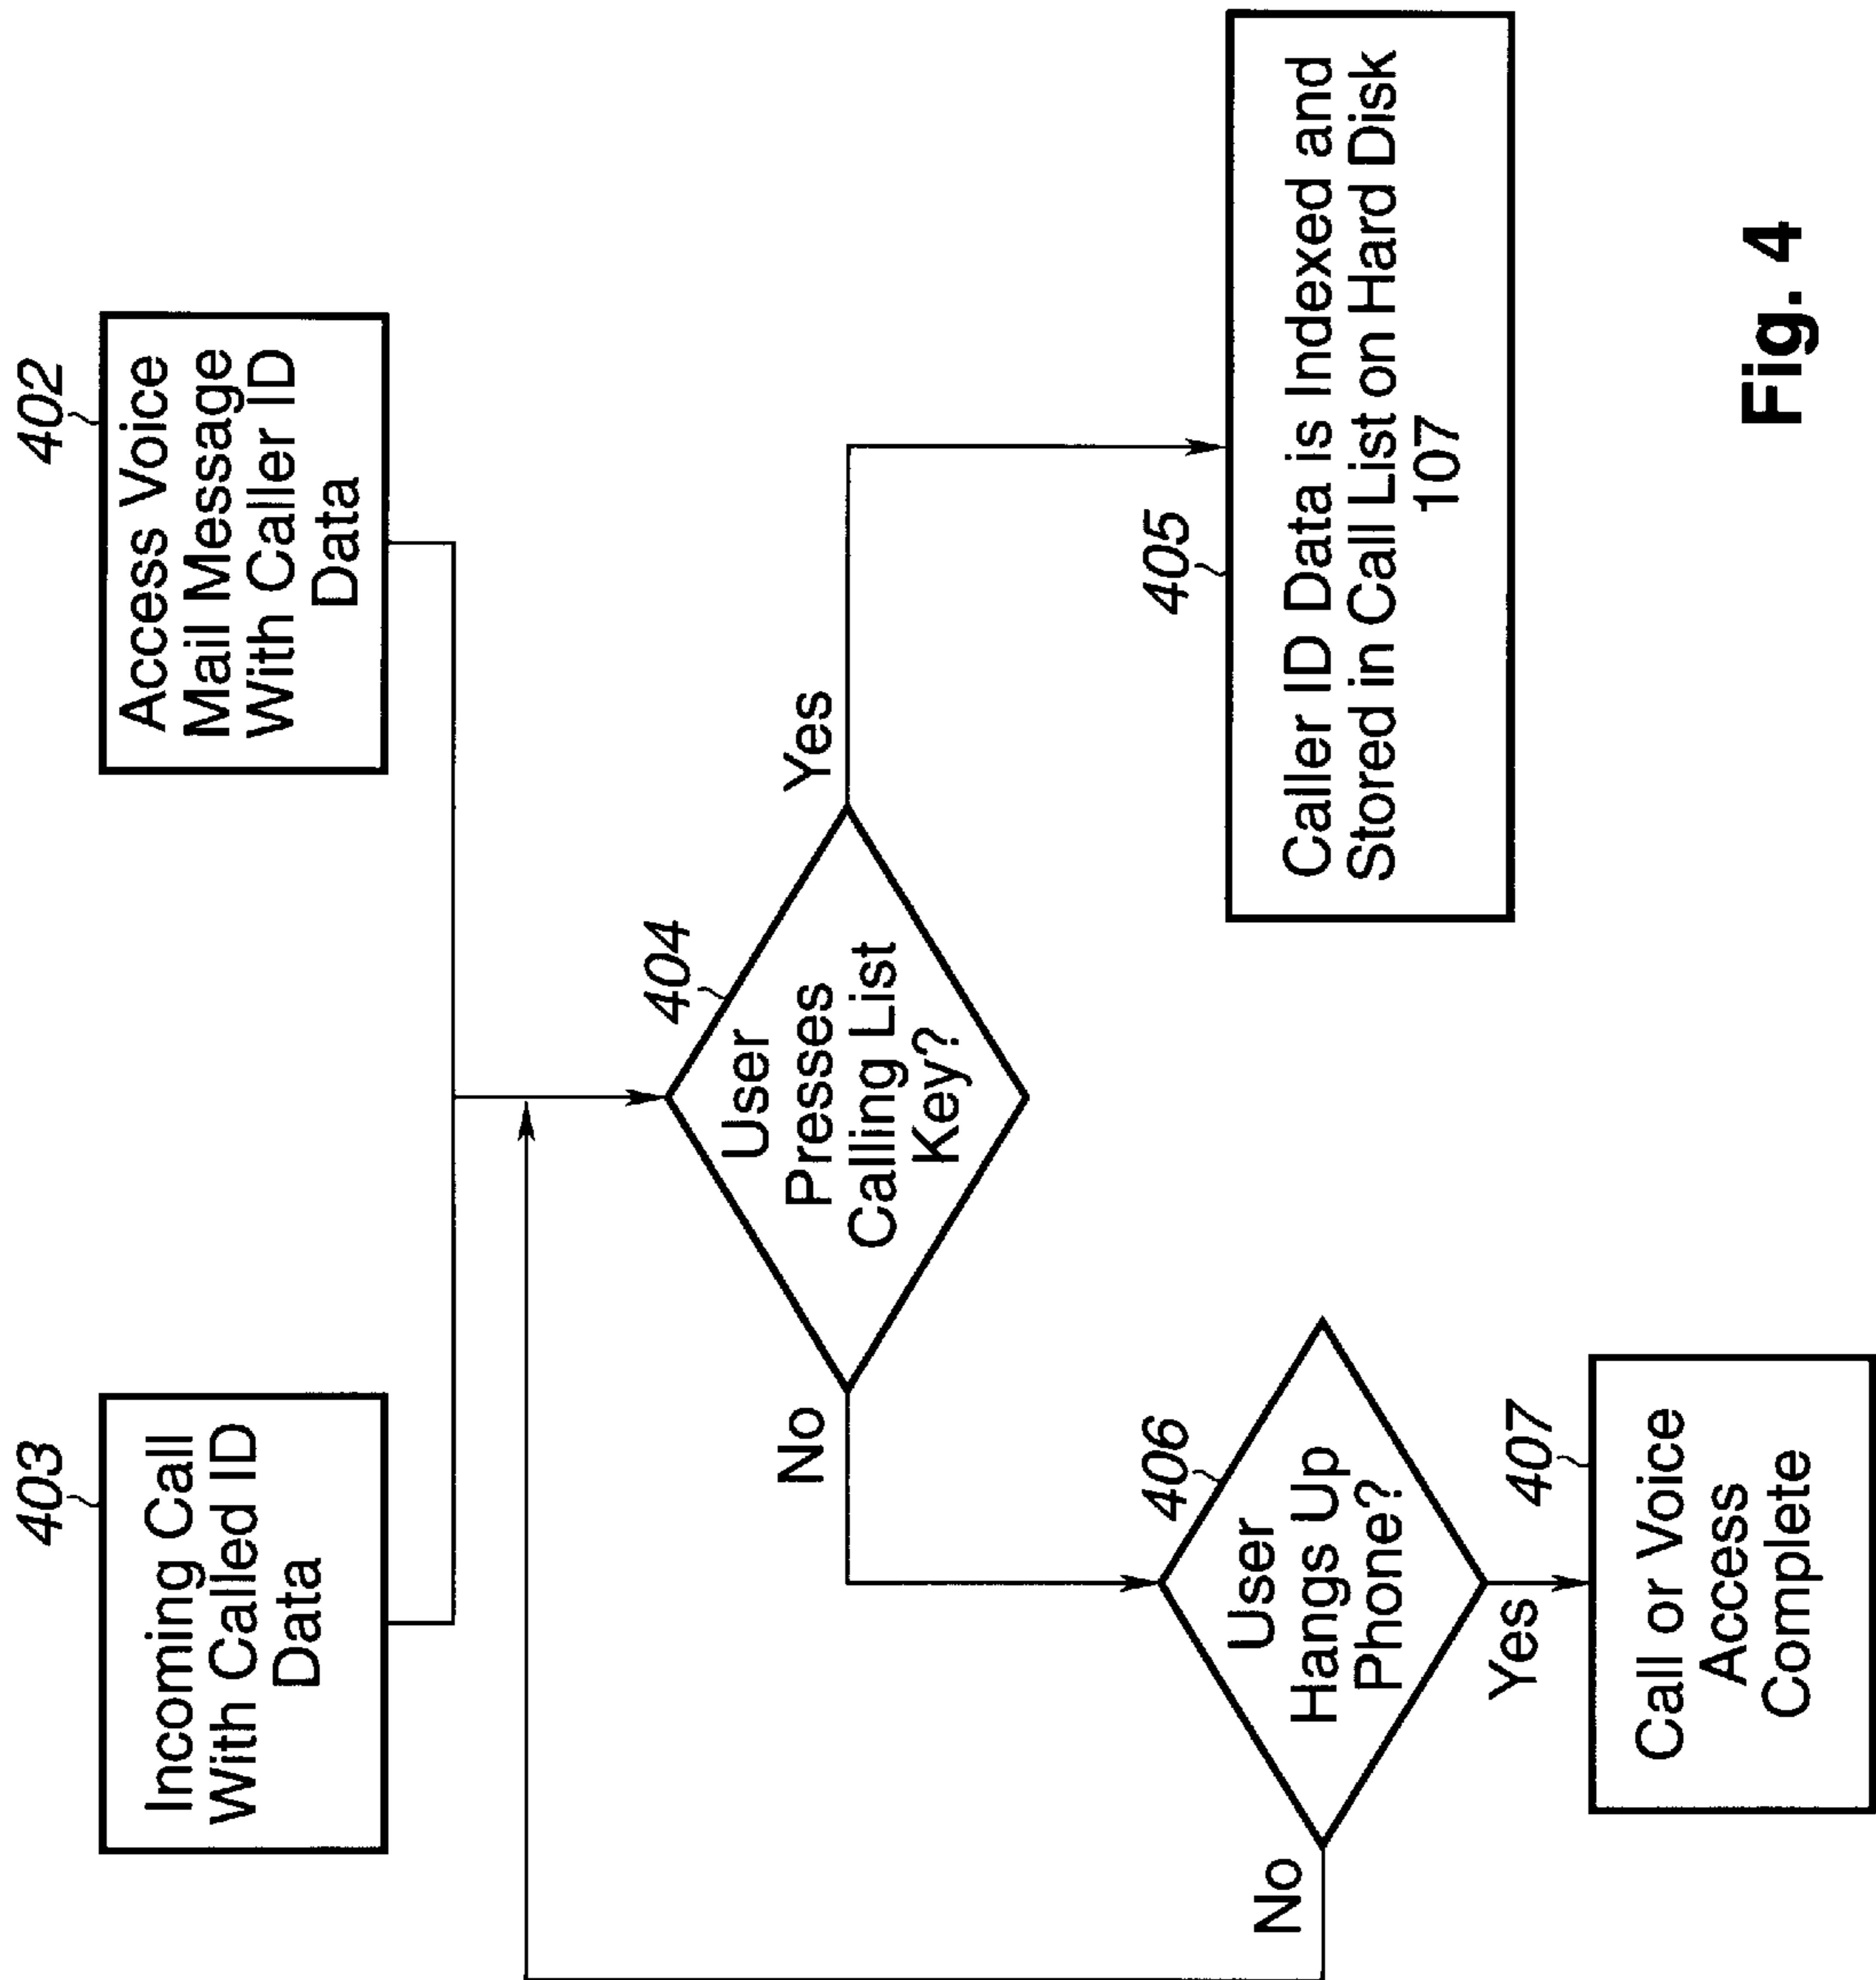 403
Incoming Call
With Called ID
Data
402
Access Voice
Mail Message
With Caller ID
Data
404
User
Presses
Calling List
Key?
No
Yes
406
User
Hangs Up
Phone?
No
Yes
407
Call or Voice
Access
Complete
405
Caller ID Data is Indexed and
Stored in Call List on Hard Disk
107
Fig. 4